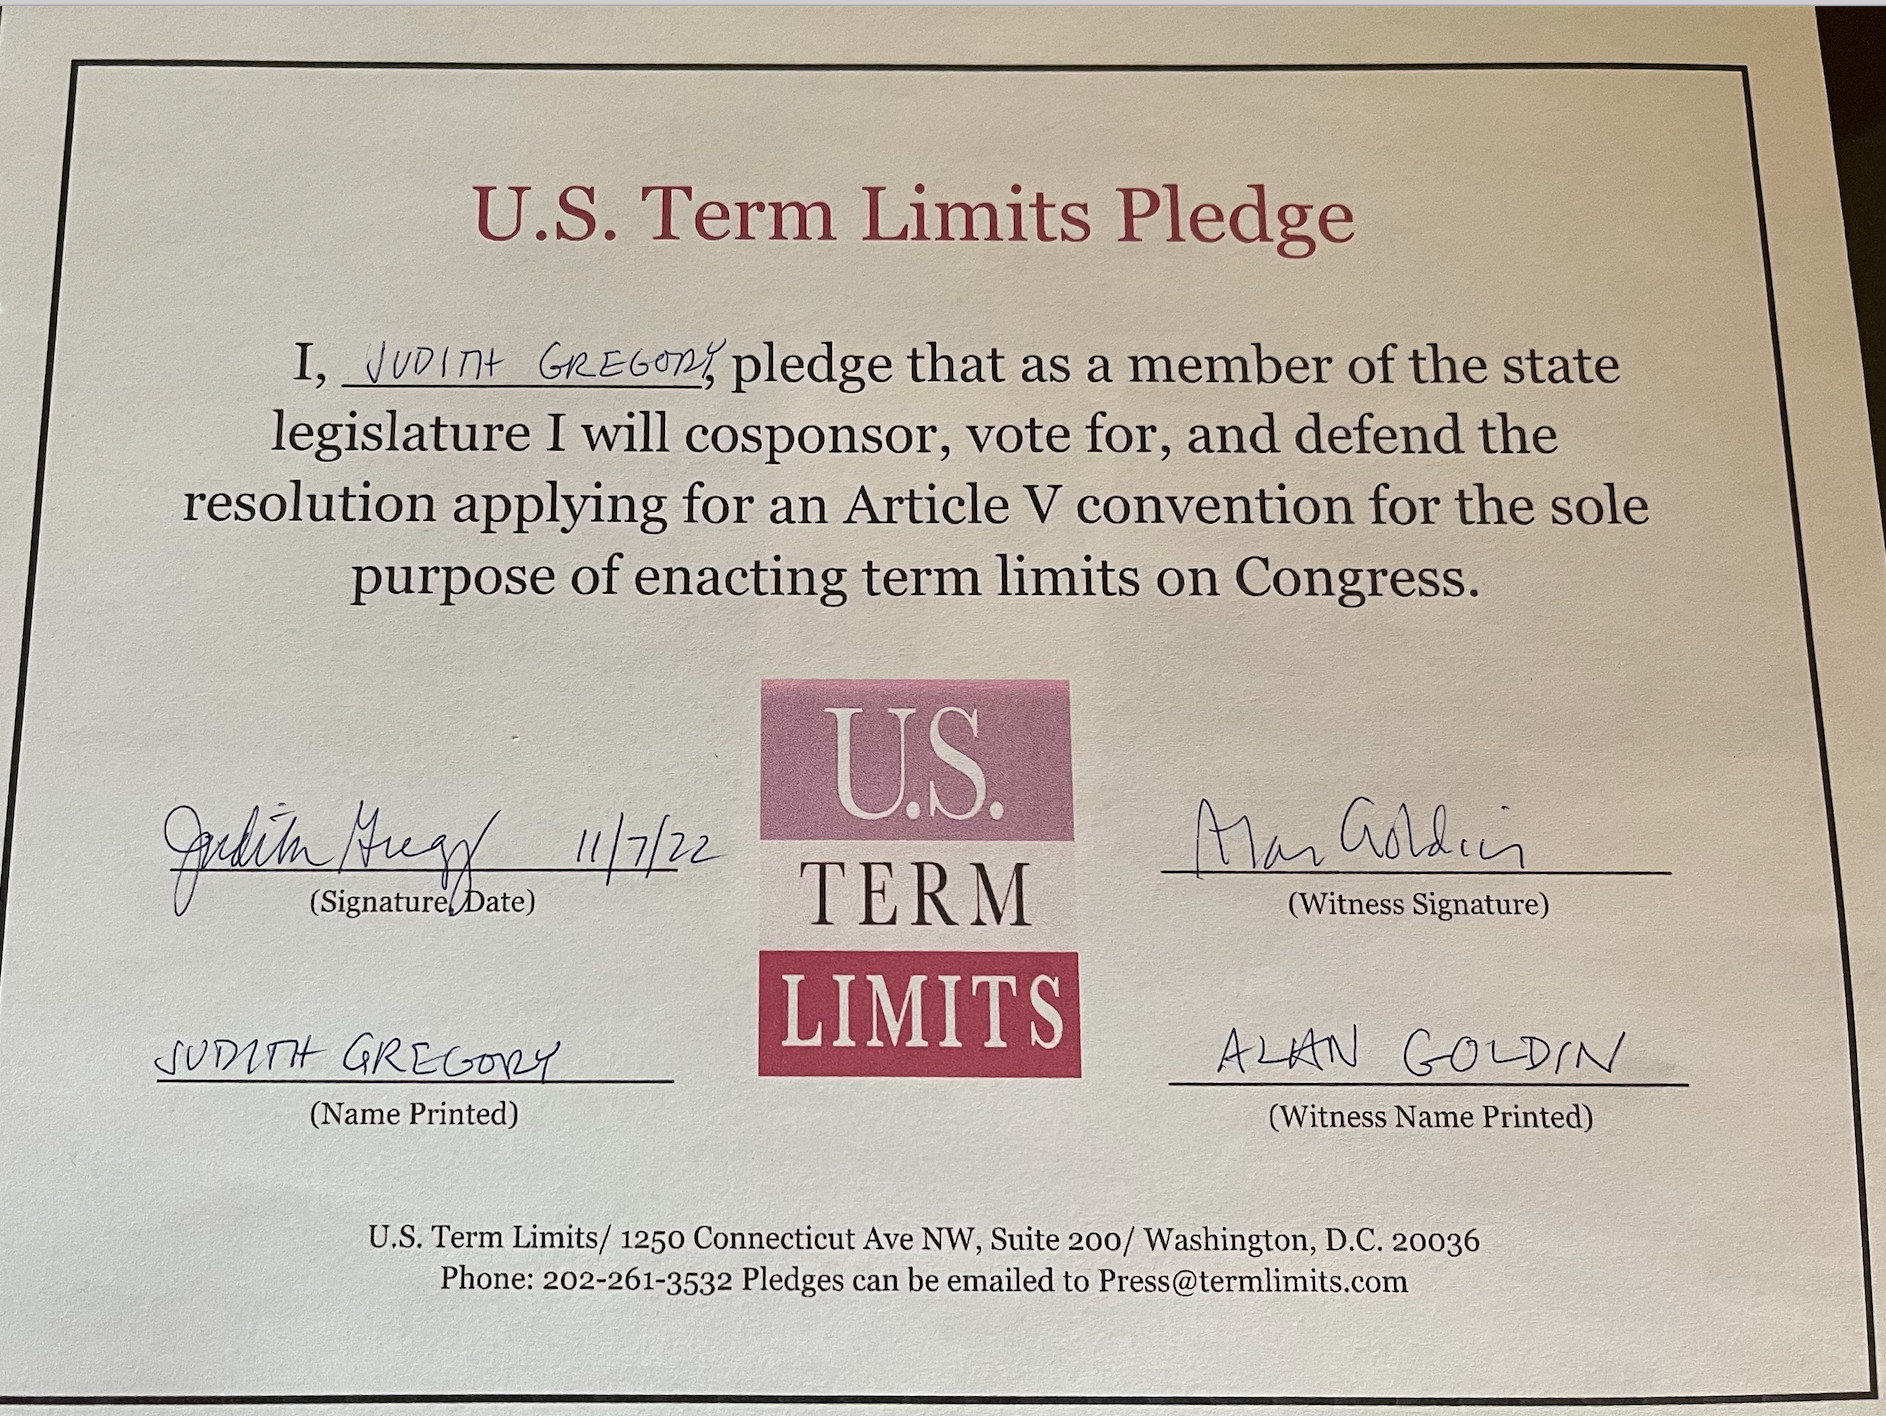 U.S. Term Limits Pledge
I, JUDITH GREGORY, pledge that as a member of the state
legislature I will cosponsor, vote for, and defend the
resolution applying for an Article V convention for the sole
purpose of enacting term limits on Congress.
U.S.
TERM
LIMITS
Judith Gregory 11/7/22
(Signature, Date)
Alan Goldin
(Witness Signature)
JUDITH GREGORY
(Name Printed)
ALAN GOLDIN
(Witness Name Printed)
U.S. Term Limits/ 1250 Connecticut Ave NW, Suite 200/ Washington, D.C. 20036
Phone: 202-261-3532 Pledges can be emailed to Press@termlimits.com